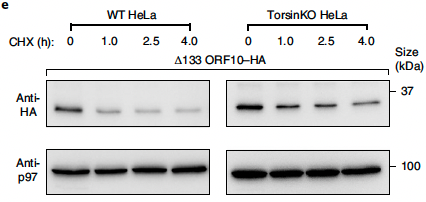 e
WT HeLa TorsinKO HeLa
CHX (h): 0 1.0 2.5 4.0 0 1.0 2.5 4.0
Δ133 ORF10–HA
Size
(kDa)
37
Anti-
HA
Anti-
p97
100